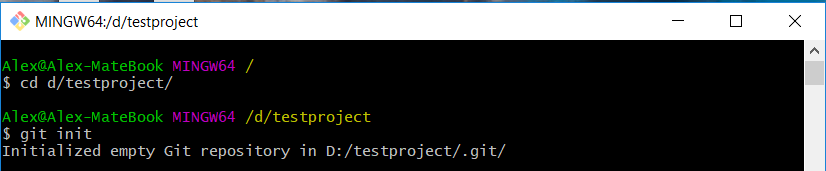 MINGW64:/d/testproject
Alex@Alex-MateBook MINGW64 /
$ cd d/testproject/
Alex@Alex-MateBook MINGW64 /d/testproject
$ git init
Initialized empty Git repository in D:/testproject/.git/